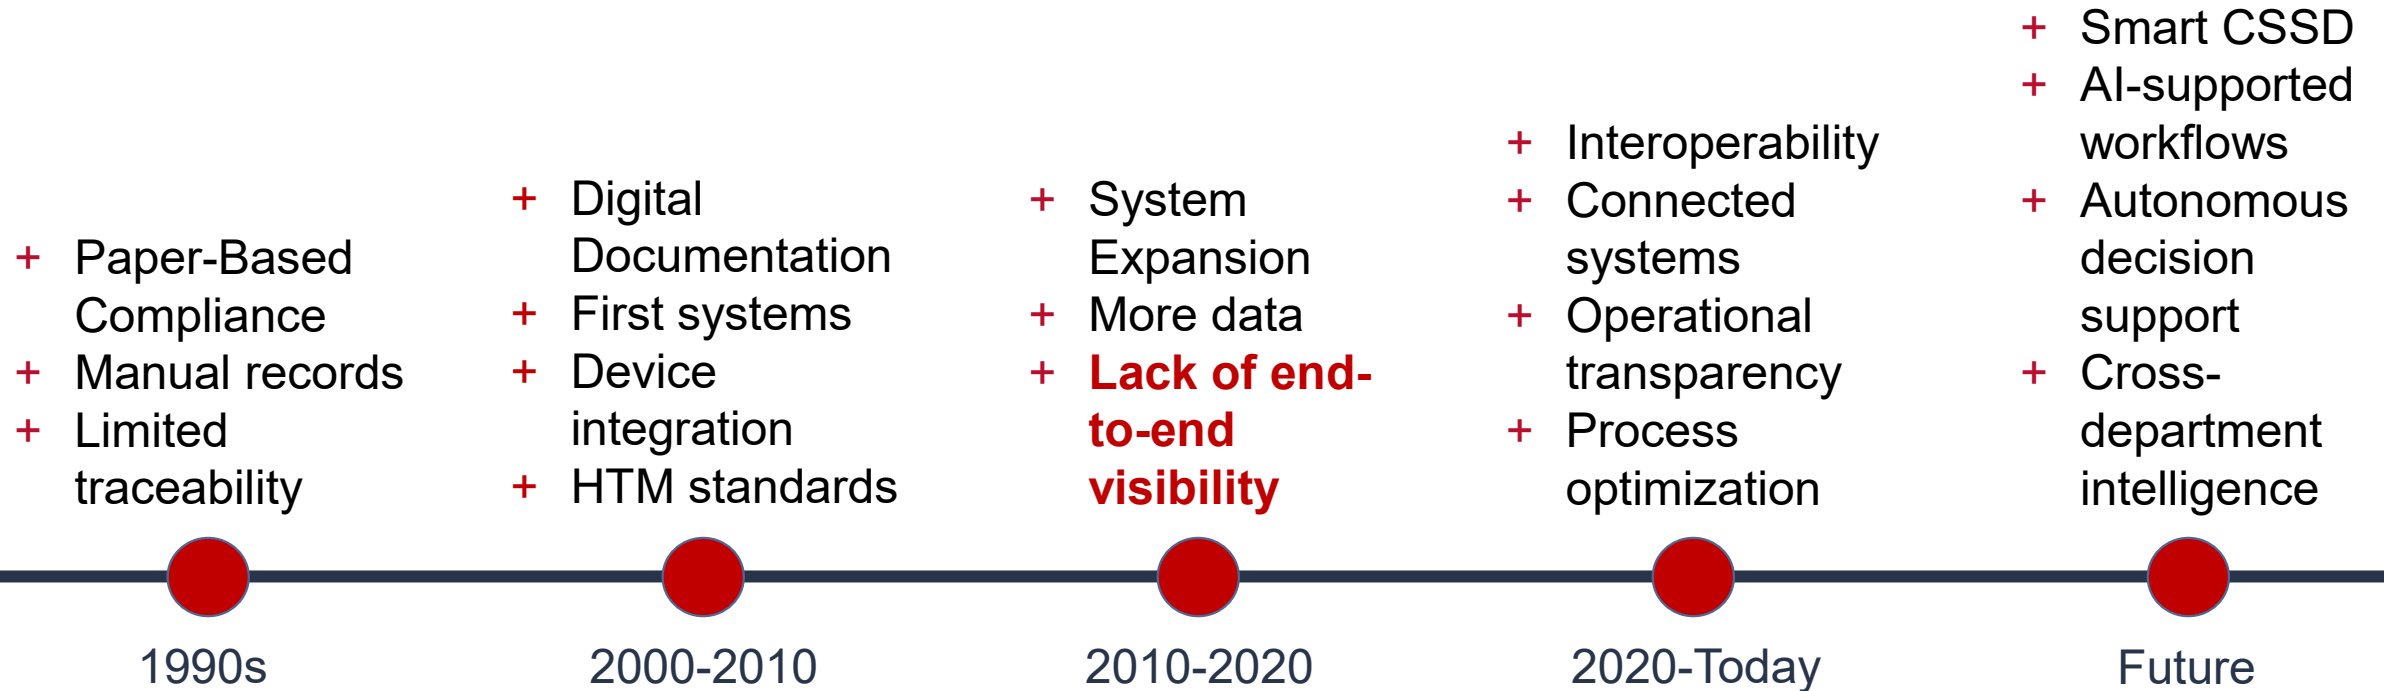 + Paper-Based
Compliance
+ Manual records
+ Limited
traceability
1990s
+ Digital
Documentation
+ First systems
+ Device
integration
+ HTM standards
2000-2010
+ System
Expansion
+ More data
+ Lack of end-
to-end
visibility
2010-2020
+ Interoperability
+ Connected
systems
+ Operational
transparency
+ Process
optimization
2020-Today
+ Smart CSSD
+ AI-supported
workflows
+ Autonomous
decision
support
+ Cross-
department
intelligence
Future